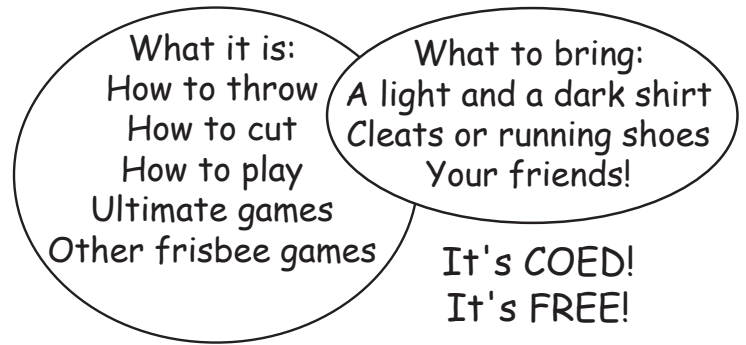 What it is:
How to throw
How to cut
How to play
Ultimate games
Other frisbee games
What to bring:
A light and a dark shirt
Cleats or running shoes
Your friends!
It's COED!
It's FREE!